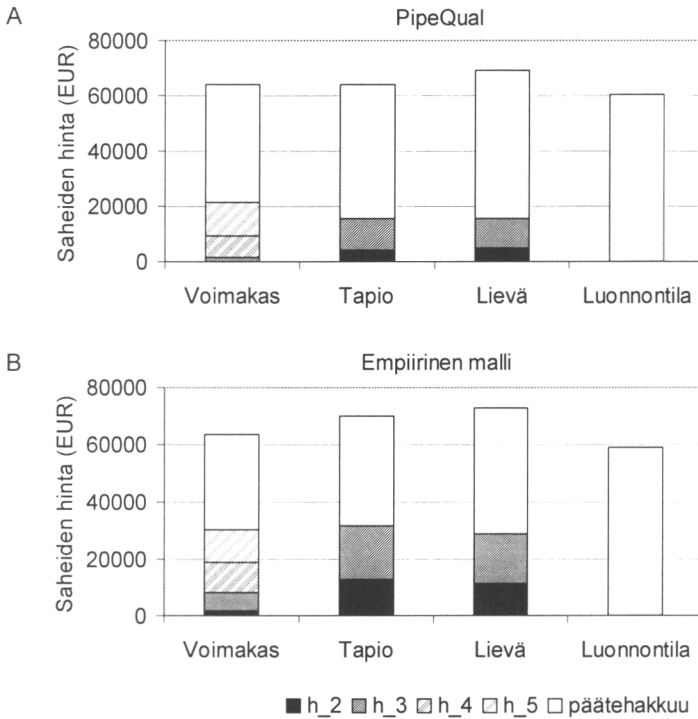 A
PipeQual
Saheiden hinta (EUR)
80000
60000
40000
20000
0
Voimakas Tapio Lievä Luonnontila
B
Empiirinen malli
Saheiden hinta (EUR)
80000
60000
40000
20000
0
Voimakas Tapio Lievä Luonnontila
h_2 h_3 h_4 h_5 päätehakkuu